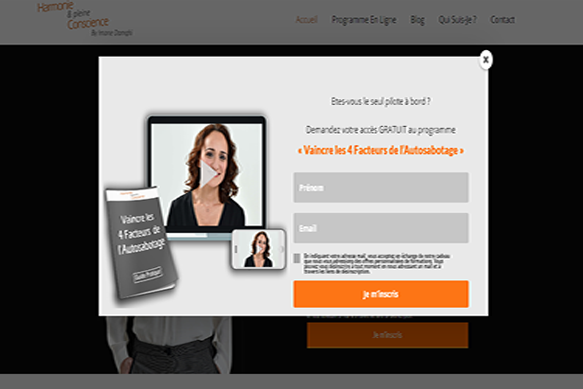 Harmonie
& pleine
Conscience
By Imane Damghi
Accueil Programme En Ligne Blog Qui Suis-Je ? Contact
x
Etes-vous le seul pilote à bord ?
Demandez votre accès GRATUIT au programme
« Vaincre les 4 Facteurs de l'Autosabotage »
Prénom
Email
En indiquant votre adresse mail, vous acceptez en échange de notre cadeau
que nous vous adressions des offres personnalisées de formations. Vous
pouvez vous désinscrire à tout moment en nous adressant un mail et à
travers les liens de désinscription.
Je m'inscris
Vaincre les
4 Facteurs de
l'Autosabotage
Guide Pratique
Je m'inscris